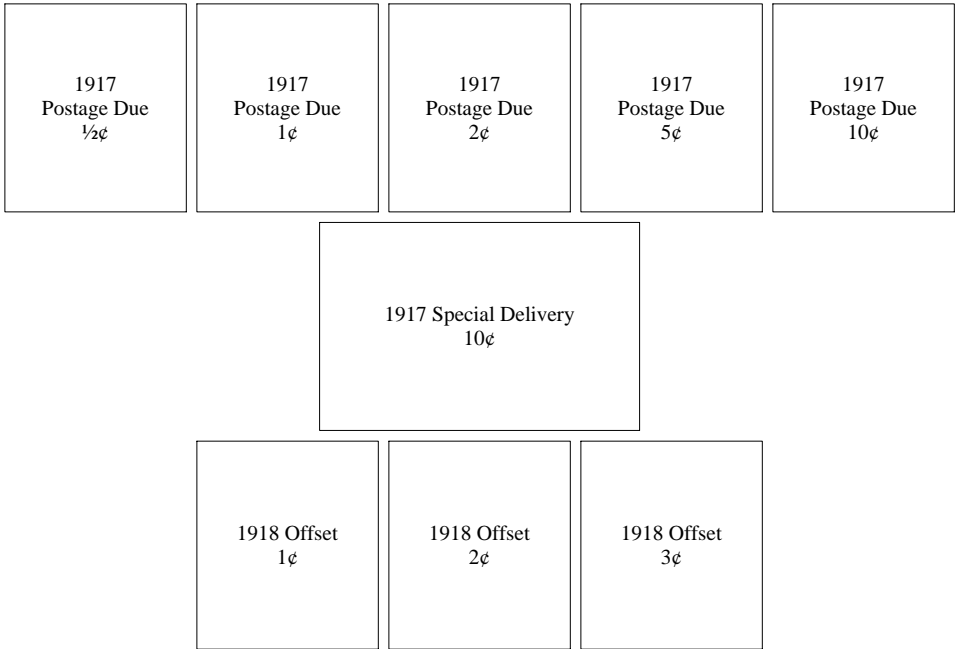 1917
Postage Due
½¢
1917
Postage Due
1¢
1917
Postage Due
2¢
1917
Postage Due
5¢
1917
Postage Due
10¢
1917 Special Delivery
10¢
1918 Offset
1¢
1918 Offset
2¢
1918 Offset
3¢